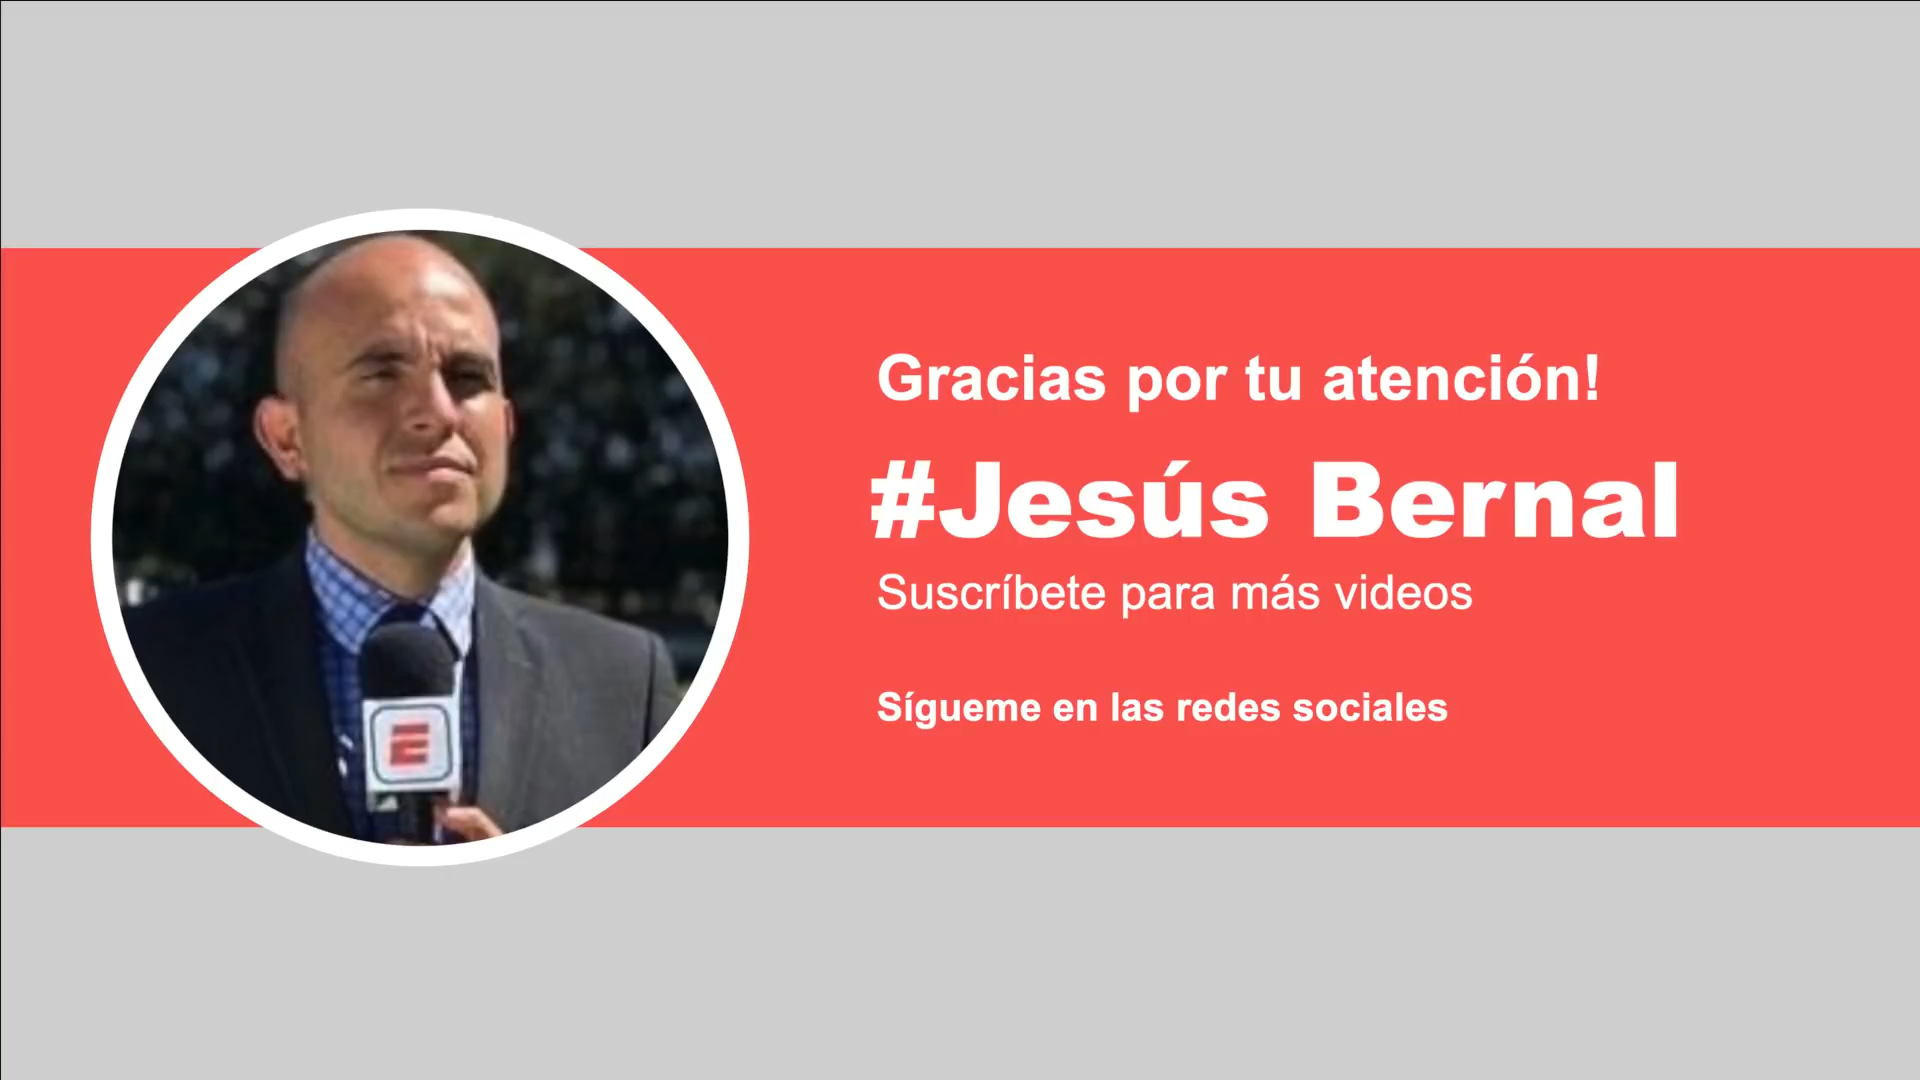 Gracias por tu atención!
#Jesús Bernal
Suscríbete para más videos
Sígueme en las redes sociales
E